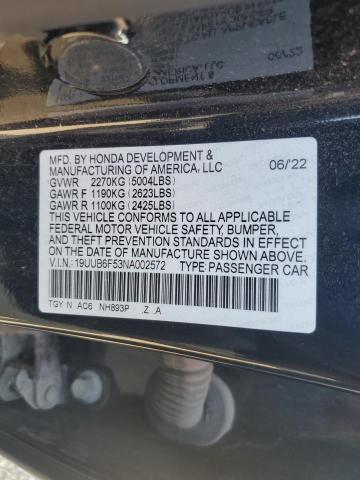 06/22
MFD. BY HONDA DEVELOPMENT &
MANUFACTURING OF AMERICA, LLC 06/22
GVWR 2270KG (5004LBS)
GAWR F 1190KG (2623LBS)
GAWR R 1100KG (2425LBS)
THIS VEHICLE CONFORMS TO ALL APPLICABLE
FEDERAL MOTOR VEHICLE SAFETY, BUMPER,
AND THEFT PREVENTION STANDARDS IN EFFECT
ON THE DATE OF MANUFACTURE SHOWN ABOVE.
V.I.N.: 19UUB6F53NA002572 TYPE: PASSENGER CAR
TGY N AC6 NH893P .Z .A